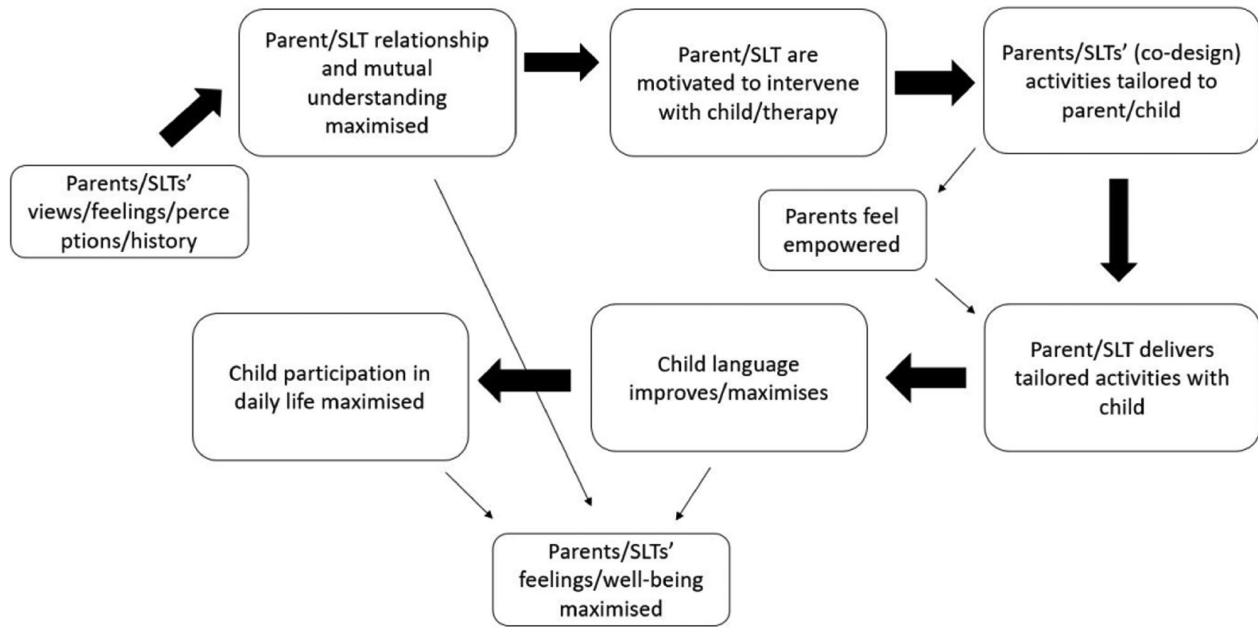 Parent/SLT relationship
and mutual
understanding
maximised
Parent/SLT are
motivated to intervene
with child/therapy
Parents/SLTs’ (co-design)
activities tailored to
parent/child
Parents/SLTs’
views/feelings/perce
ptions/history
Parents feel
empowered
Child participation in
daily life maximised
Child language
improves/maximises
Parent/SLT delivers
tailored activities with
child
Parents/SLTs’
feelings/well-being
maximised